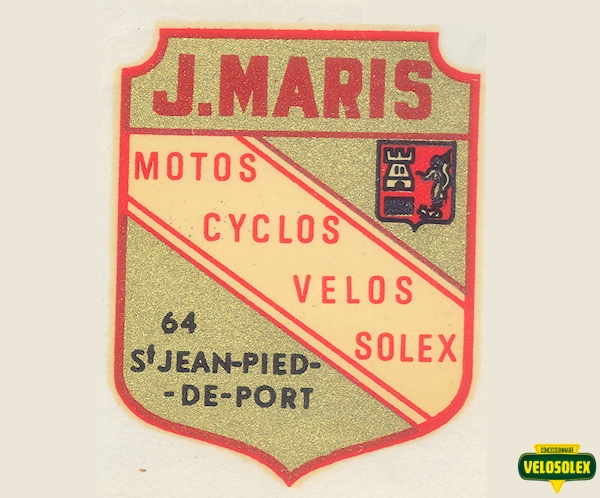 J.MARIS
MOTOS
CYCLOS
VELOS
SOLEX
64
St JEAN-PIED-
-DE-PORT
CONCESSIONNAIRE
VELOSOLEX